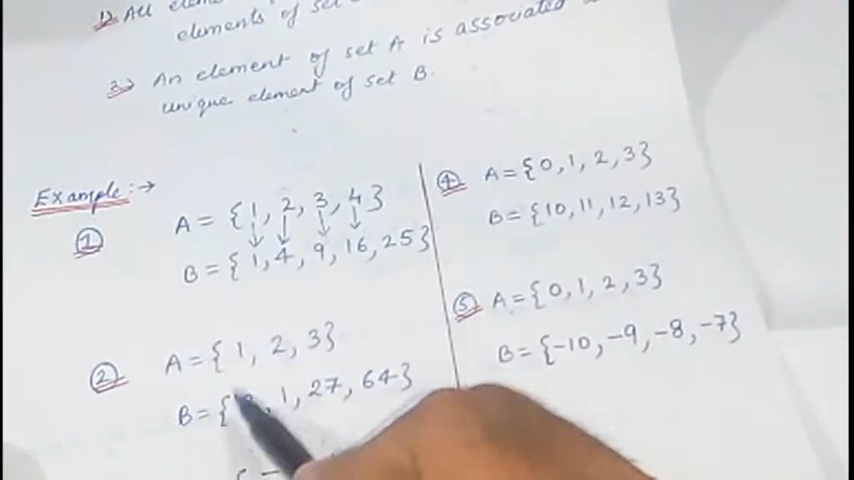 1) All
elements of set
3) An element of set A is associated
unique element of set B.
Example:→
① A = {1, 2, 3, 4}
B = {1, 4, 9, 16, 25}
② A = {1, 2, 3}
B = { , 1, 27, 64}
④ A = {0, 1, 2, 3}
B = {10, 11, 12, 13}
⑤ A = {0, 1, 2, 3}
B = {-10, -9, -8, -7}